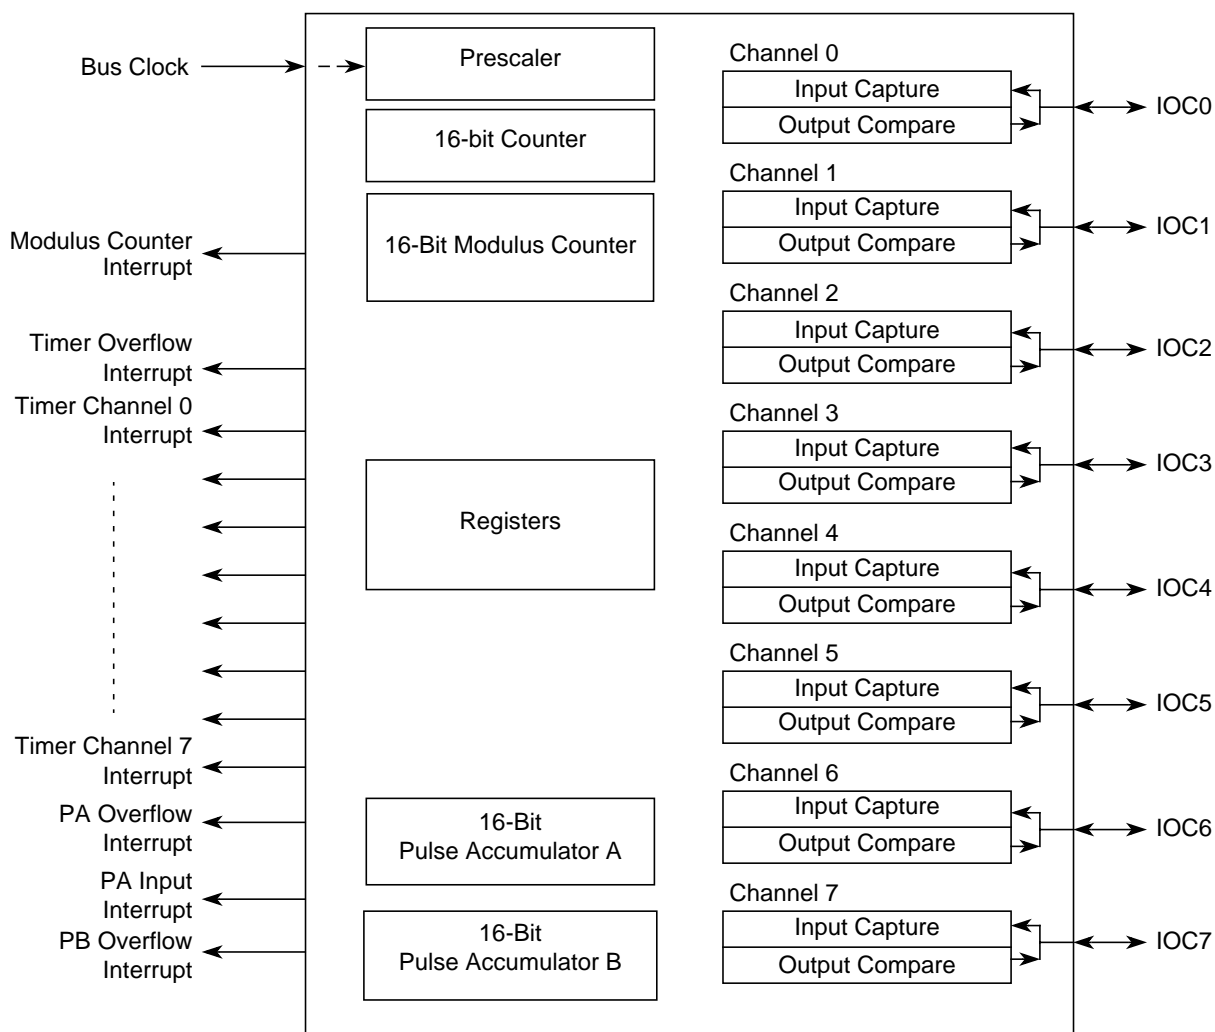 Bus Clock
Modulus Counter
Interrupt
Timer Overflow
Interrupt
Timer Channel 0
Interrupt
Timer Channel 7
Interrupt
PA Overflow
Interrupt
PA Input
Interrupt
PB Overflow
Interrupt
Prescaler
16-bit Counter
16-Bit Modulus Counter
Registers
16-Bit
Pulse Accumulator A
16-Bit
Pulse Accumulator B
Channel 0
Input Capture
Output Compare
IOC0
Channel 1
Input Capture
Output Compare
IOC1
Channel 2
Input Capture
Output Compare
IOC2
Channel 3
Input Capture
Output Compare
IOC3
Channel 4
Input Capture
Output Compare
IOC4
Channel 5
Input Capture
Output Compare
IOC5
Channel 6
Input Capture
Output Compare
IOC6
Channel 7
Input Capture
Output Compare
IOC7